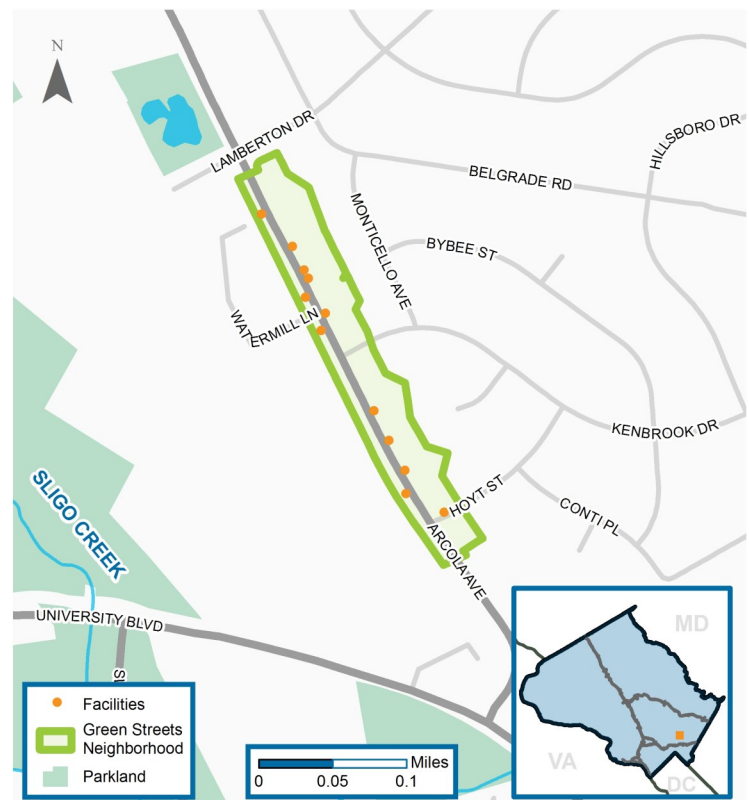 N
LAMBERTON DR
HILLSBORO DR
BELGRADE RD
MONTICELLO AVE
BYBEE ST
WATERMILL LN
KENBROOK DR
HOYT ST
CONTI PL
SLIGO CREEK
ARCOLA AVE
UNIVERSITY BLVD
MD
VA
DC
Facilities
Green Streets
Neighborhood
Parkland
Miles
0 0.05 0.1